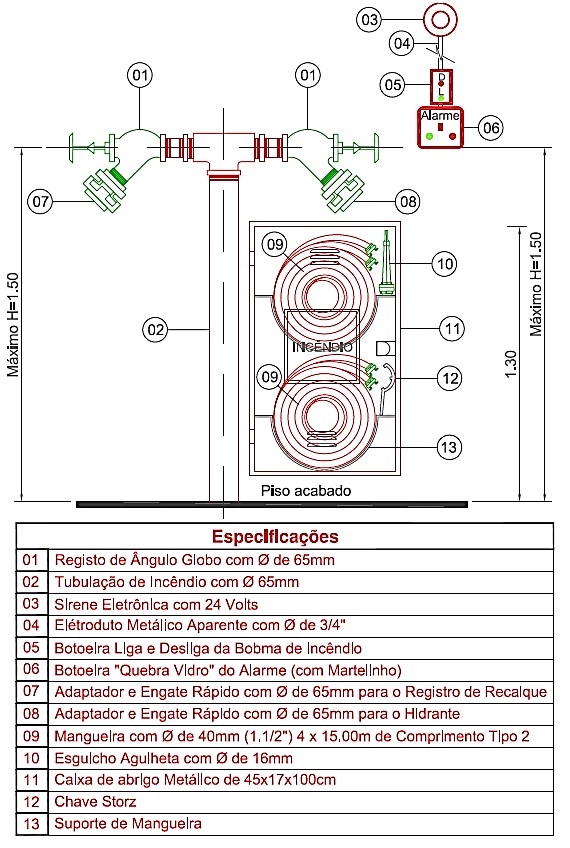 03
04
01
01
D
05
L
Alarme
06
07
08
09
10
Máximo H=1.50
Máximo H=1.50
02
11
INCÊNDIO
1.30
09
12
13
Piso acabado
Especificações
01 Registo de Ângulo Globo com Ø de 65mm
02 Tubulação de Incêndio com Ø 65mm
03 Sirene Eletrônica com 24 Volts
04 Elétroduto Metálico Aparente com Ø de 3/4"
05 Botoeira Liga e Desliga da Bobma de Incêndio
06 Botoeira "Quebra Vidro" do Alarme (com Martelinho)
07 Adaptador e Engate Rápido com Ø de 65mm para o Registro de Recalque
08 Adaptador e Engate Rápido com Ø de 65mm para o Hidrante
09 Mangueira com Ø de 40mm (1.1/2") 4 x 15,00m de Comprimento Tipo 2
10 Esguicho Agulheta com Ø de 16mm
11 Caixa de abrigo Metálico de 45x17x100cm
12 Chave Storz
13 Suporte de Mangueira